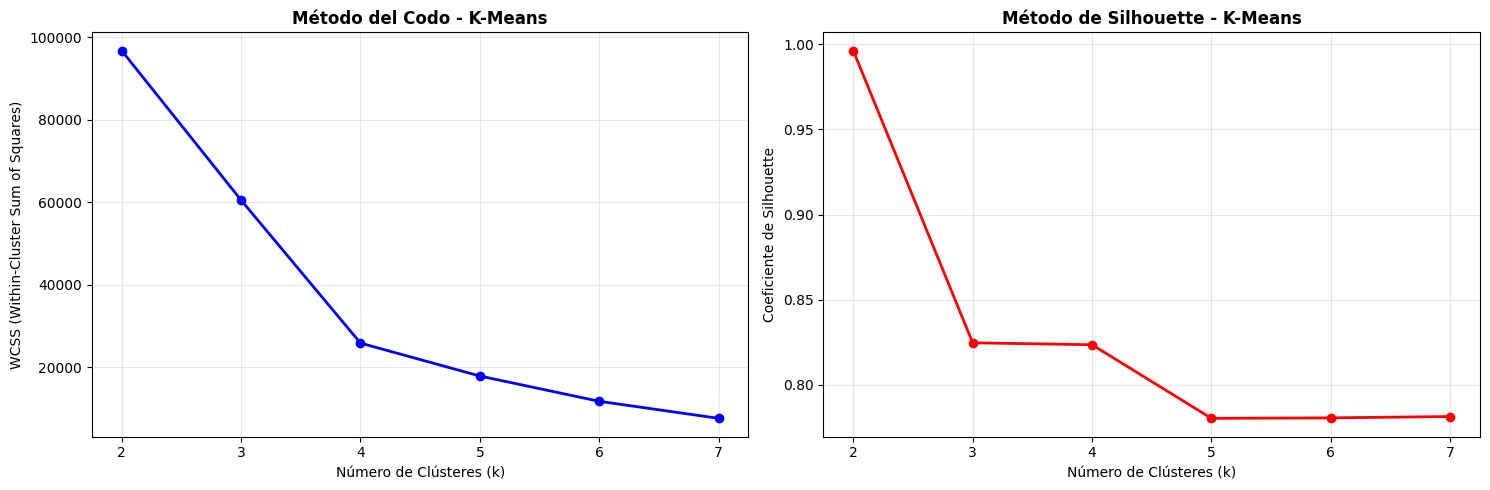 Método del Codo - K-Means
WCSS (Within-Cluster Sum of Squares)
100000
80000
60000
40000
20000
2 3 4 5 6 7
Número de Clústeres (k)
Método de Silhouette - K-Means
Coeficiente de Silhouette
1.00
0.95
0.90
0.85
0.80
2 3 4 5 6 7
Número de Clústeres (k)